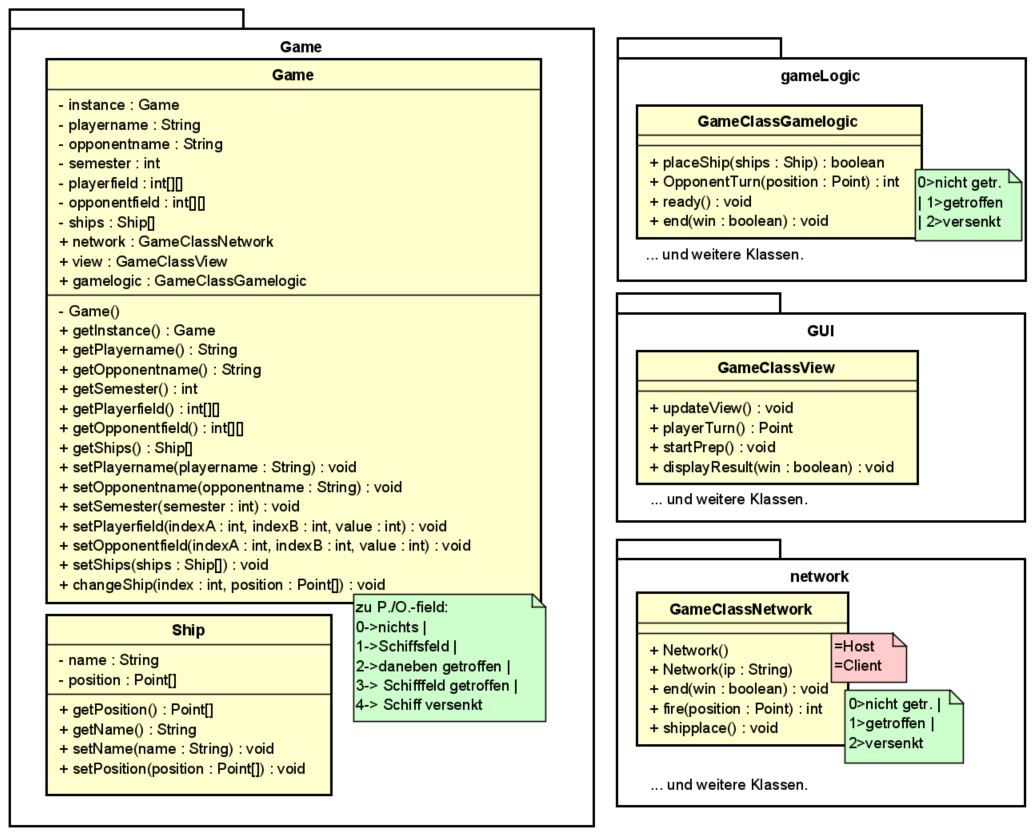 Game
Game
- instance : Game
- playername : String
- opponentname : String
- semester : int
- playerfield : int[][]
- opponentfield : int[][]
- ships : Ship[]
+ network : GameClassNetwork
+ view : GameClassView
+ gamelogic : GameClassGamelogic
- Game()
+ getInstance() : Game
+ getPlayername() : String
+ getOpponentname() : String
+ getSemester() : int
+ getPlayerfield() : int[][]
+ getOpponentfield() : int[][]
+ getShips() : Ship[]
+ setPlayername(playername : String) : void
+ setOpponentname(opponentname : String) : void
+ setSemester(semester : int) : void
+ setPlayerfield(indexA : int, indexB : int, value : int) : void
+ setOpponentfield(indexA : int, indexB : int, value : int) : void
+ setShips(ships : Ship[]) : void
+ changeShip(index : int, position : Point[]) : void
zu P./O.-field:
0->nichts |
1->Schiffsfeld |
2->daneben getroffen |
3-> Schifffeld getroffen |
4-> Schiff versenkt
Ship
- name : String
- position : Point[]
+ getPosition() : Point[]
+ getName() : String
+ setName(name : String) : void
+ setPosition(position : Point[]) : void
gameLogic
GameClassGamelogic
+ placeShip(ships : Ship) : boolean
+ OpponentTurn(position : Point) : int
+ ready() : void
+ end(win : boolean) : void
0>nicht getr.
| 1>getroffen
| 2>versenkt
... und weitere Klassen.
GUI
GameClassView
+ updateView() : void
+ playerTurn() : Point
+ startPrep() : void
+ displayResult(win : boolean) : void
... und weitere Klassen.
network
GameClassNetwork
+ Network()
+ Network(ip : String)
+ end(win : boolean) : void
+ fire(position : Point) : int
+ shipplace() : void
=Host
=Client
0>nicht getr. |
1>getroffen |
2>versenkt
... und weitere Klassen.